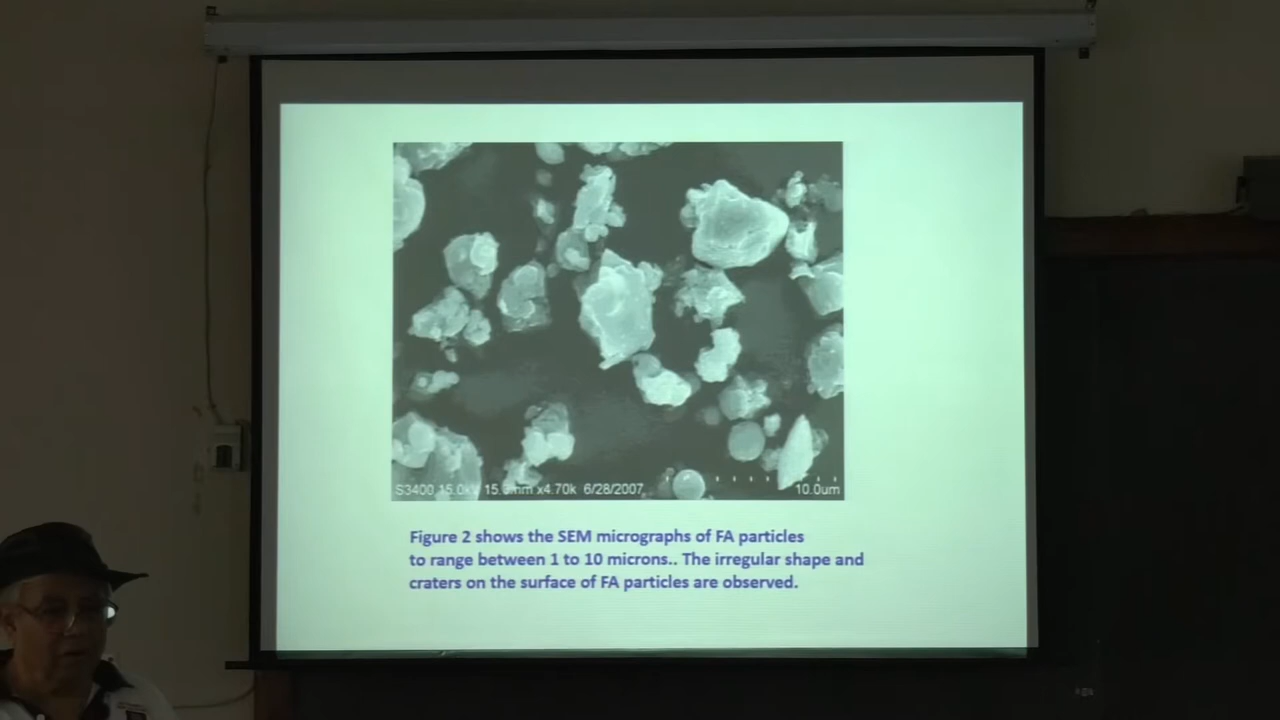 S3400 15.0kV 15.3mm x4.70k 6/28/2007 10.0um
Figure 2 shows the SEM micrographs of FA particles
to range between 1 to 10 microns.. The irregular shape and
craters on the surface of FA particles are observed.